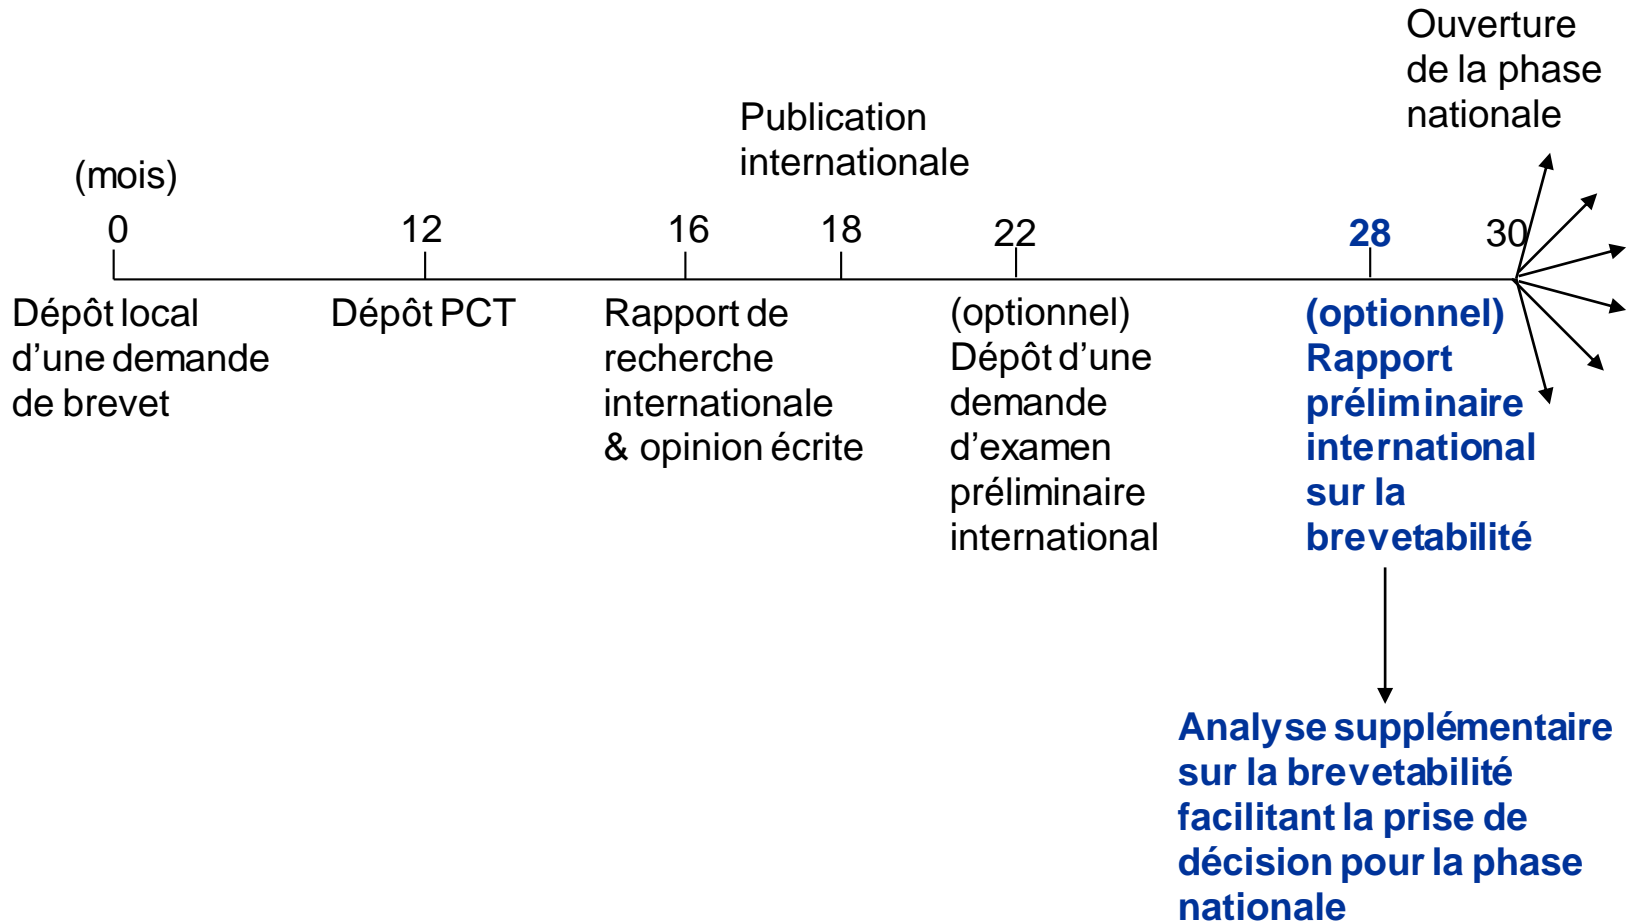 Ouverture
de la phase
nationale
Publication
internationale
(mois)
0
12
16
18
22
28
30
Dépôt local
d’une demande
de brevet
Dépôt PCT
Rapport de
recherche
internationale
& opinion écrite
(optionnel)
Dépôt d’une
demande
d’examen
préliminaire
international
(optionnel)
Rapport
préliminaire
international
sur la
brevetabilité
Analyse supplémentaire
sur la brevetabilité
facilitant la prise de
décision pour la phase
nationale